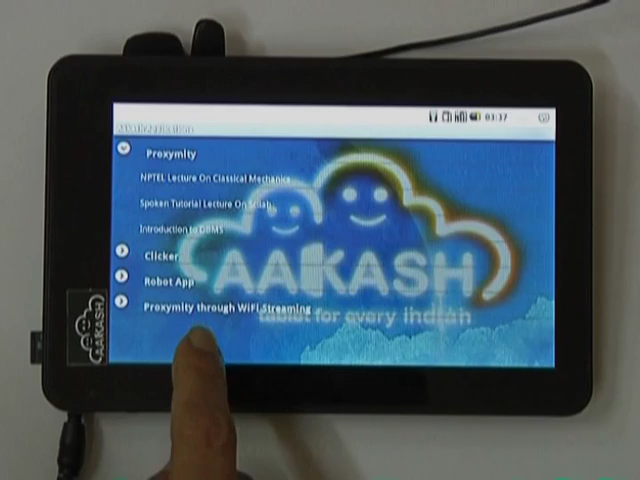 03:37
Proxymity
NPTEL Lecture On Classical Mechanics
Spoken Tutorial Lecture On Scilab
Introduction to DBMS
Clicker
Robot App
Proxymity through WiFi Streaming
AAKASH
tablet for every indian
AAKASH